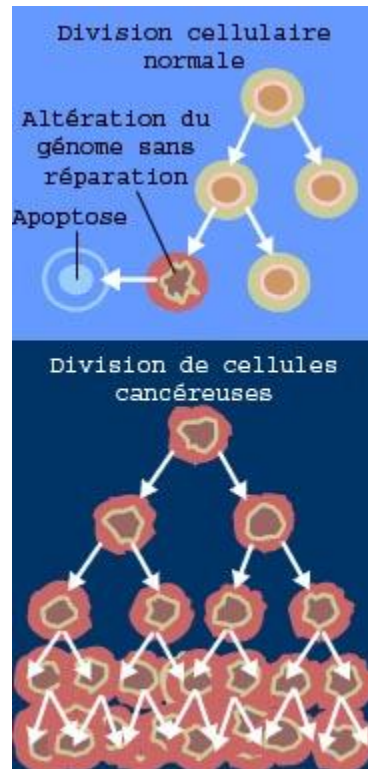 Division cellulaire
normale
Altération du
génome sans
réparation
Apoptose
Division de cellules
cancéreuses